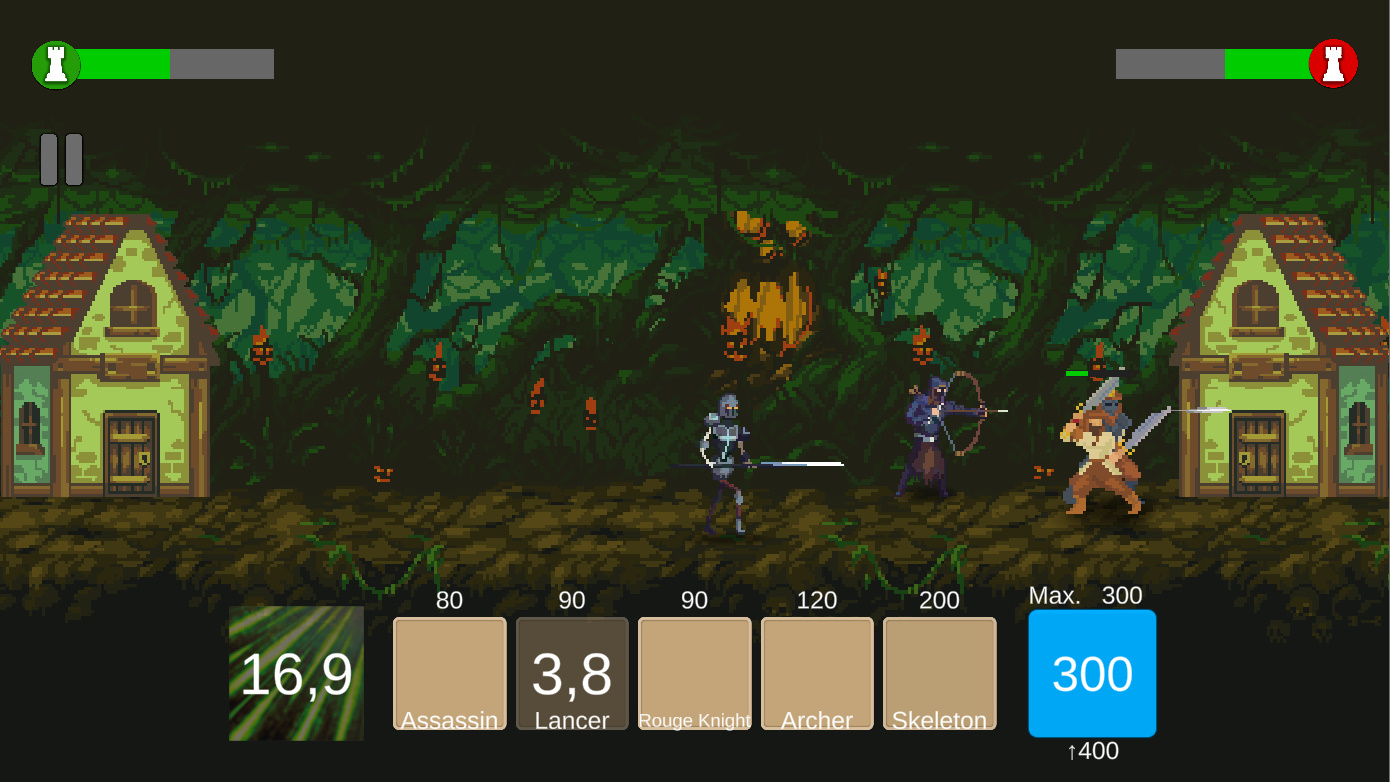 80 90 90 120 200 Max. 300
16,9 3,8 300
Assassin Lancer Rouge Knight Archer Skeleton
↑400